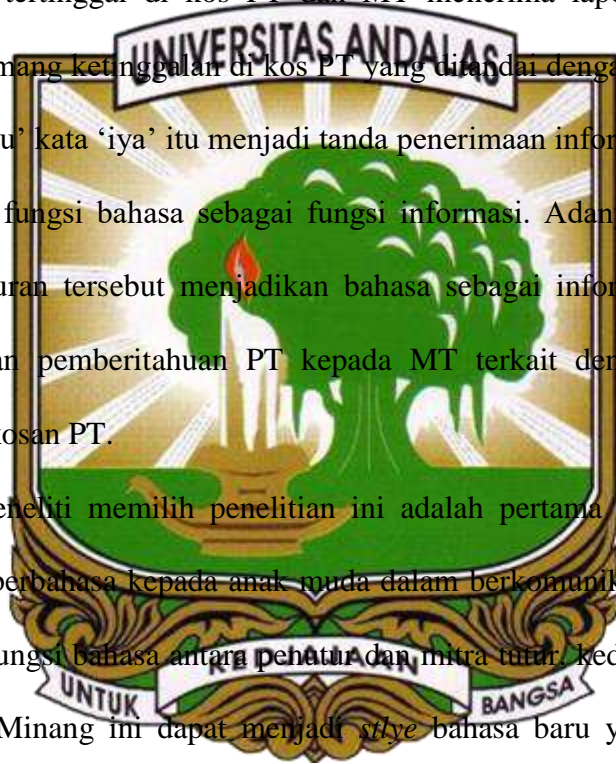 tertinggal di kos PT dan MT menerima lapo
UNIVERSITAS ANDALAS
mang ketinggalan di kos PT yang ditandai denga
u’ kata ‘iya’ itu menjadi tanda penerimaan infor
fungsi bahasa sebagai fungsi informasi. Adan
uran tersebut menjadikan bahasa sebagai infor
an pemberitahuan PT kepada MT terkait den
kosan PT.
eneliti memilih penelitian ini adalah pertama
berbahasa kepada anak muda dalam berkomunik
ungsi bahasa antara penutur dan mitra tutur, ked
UNTUK KEDJAJAAN BANGSA
Minang ini dapat menjadi stlye bahasa baru y